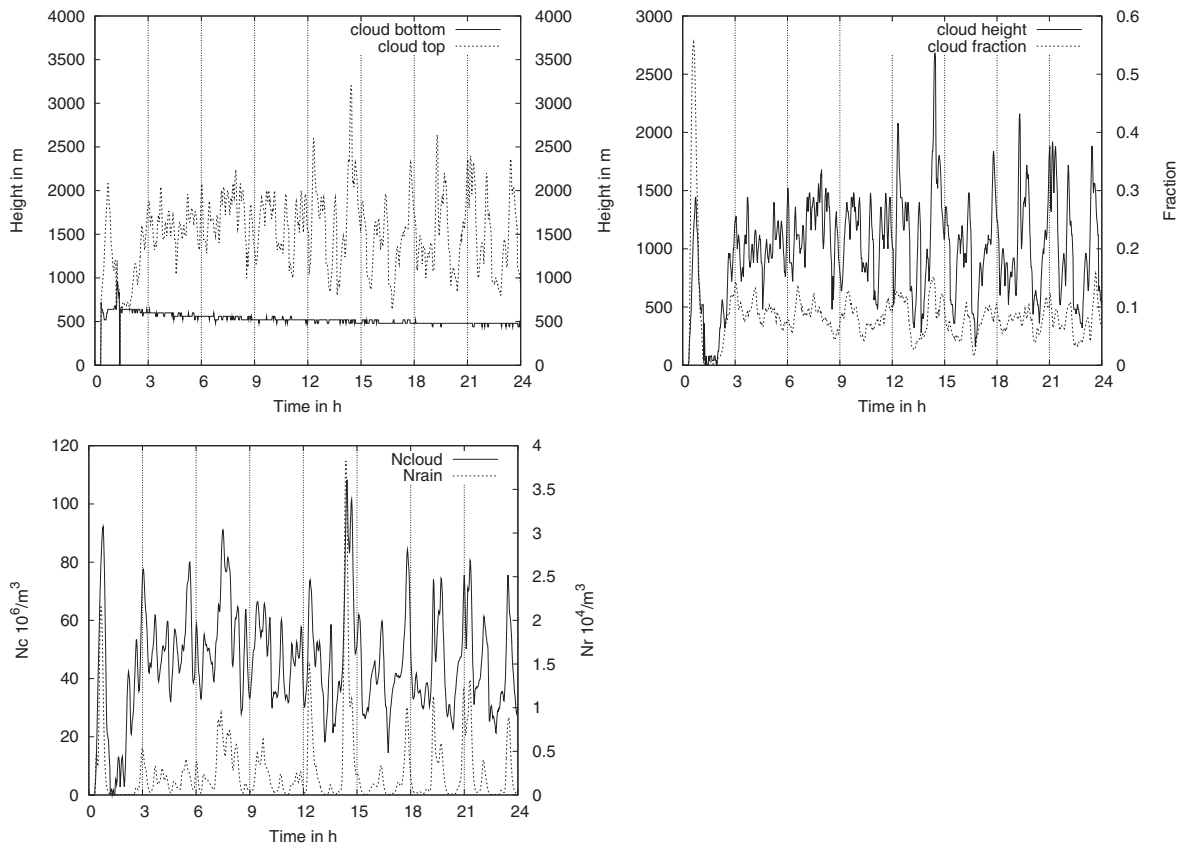 4000 4000
cloud bottom
cloud top
3500 3500
3000 3000
2500 2500
2000 2000
1500 1500
1000 1000
500 500
0 0
0 3 6 9 12 15 18 21 24
Height in m
Time in h
Height in m
3000 0.6
cloud height
cloud fraction
2500 0.5
2000 0.4
1500 0.3
1000 0.2
500 0.1
0 0
0 3 6 9 12 15 18 21 24
Time in h
Fraction
120 4
Ncloud
Nrain
100 3.5
80 3
60 2.5
40 2
20 1.5
0 1
0.5
0
0 3 6 9 12 15 18 21 24
Nc 10⁶/m³
Time in h
Nr 10⁴/m³